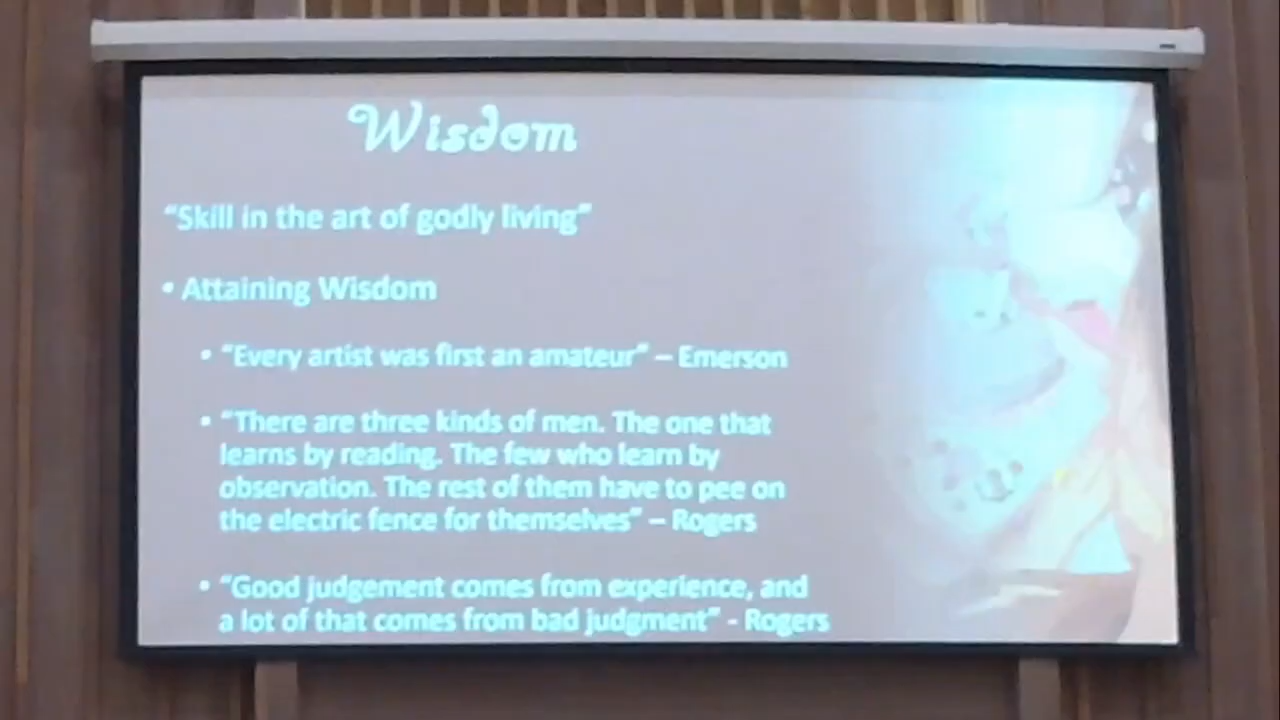 Wisdom
“Skill in the art of godly living”
• Attaining Wisdom
• “Every artist was first an amateur” – Emerson
• “There are three kinds of men. The one that
learns by reading. The few who learn by
observation. The rest of them have to pee on
the electric fence for themselves” – Rogers
• “Good judgement comes from experience, and
a lot of that comes from bad judgment” - Rogers